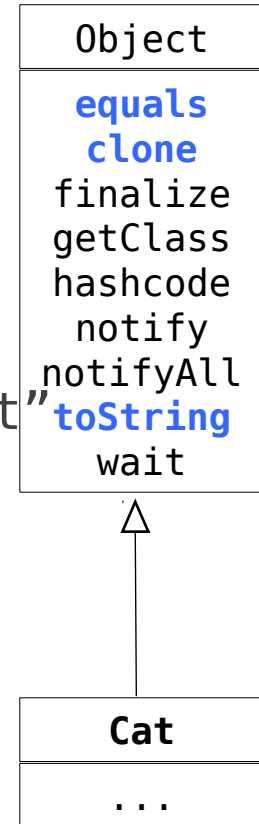 Object
equals
clone
finalize
getClass
hashcode
notify
notifyAll
t”
toString
wait
Cat
...